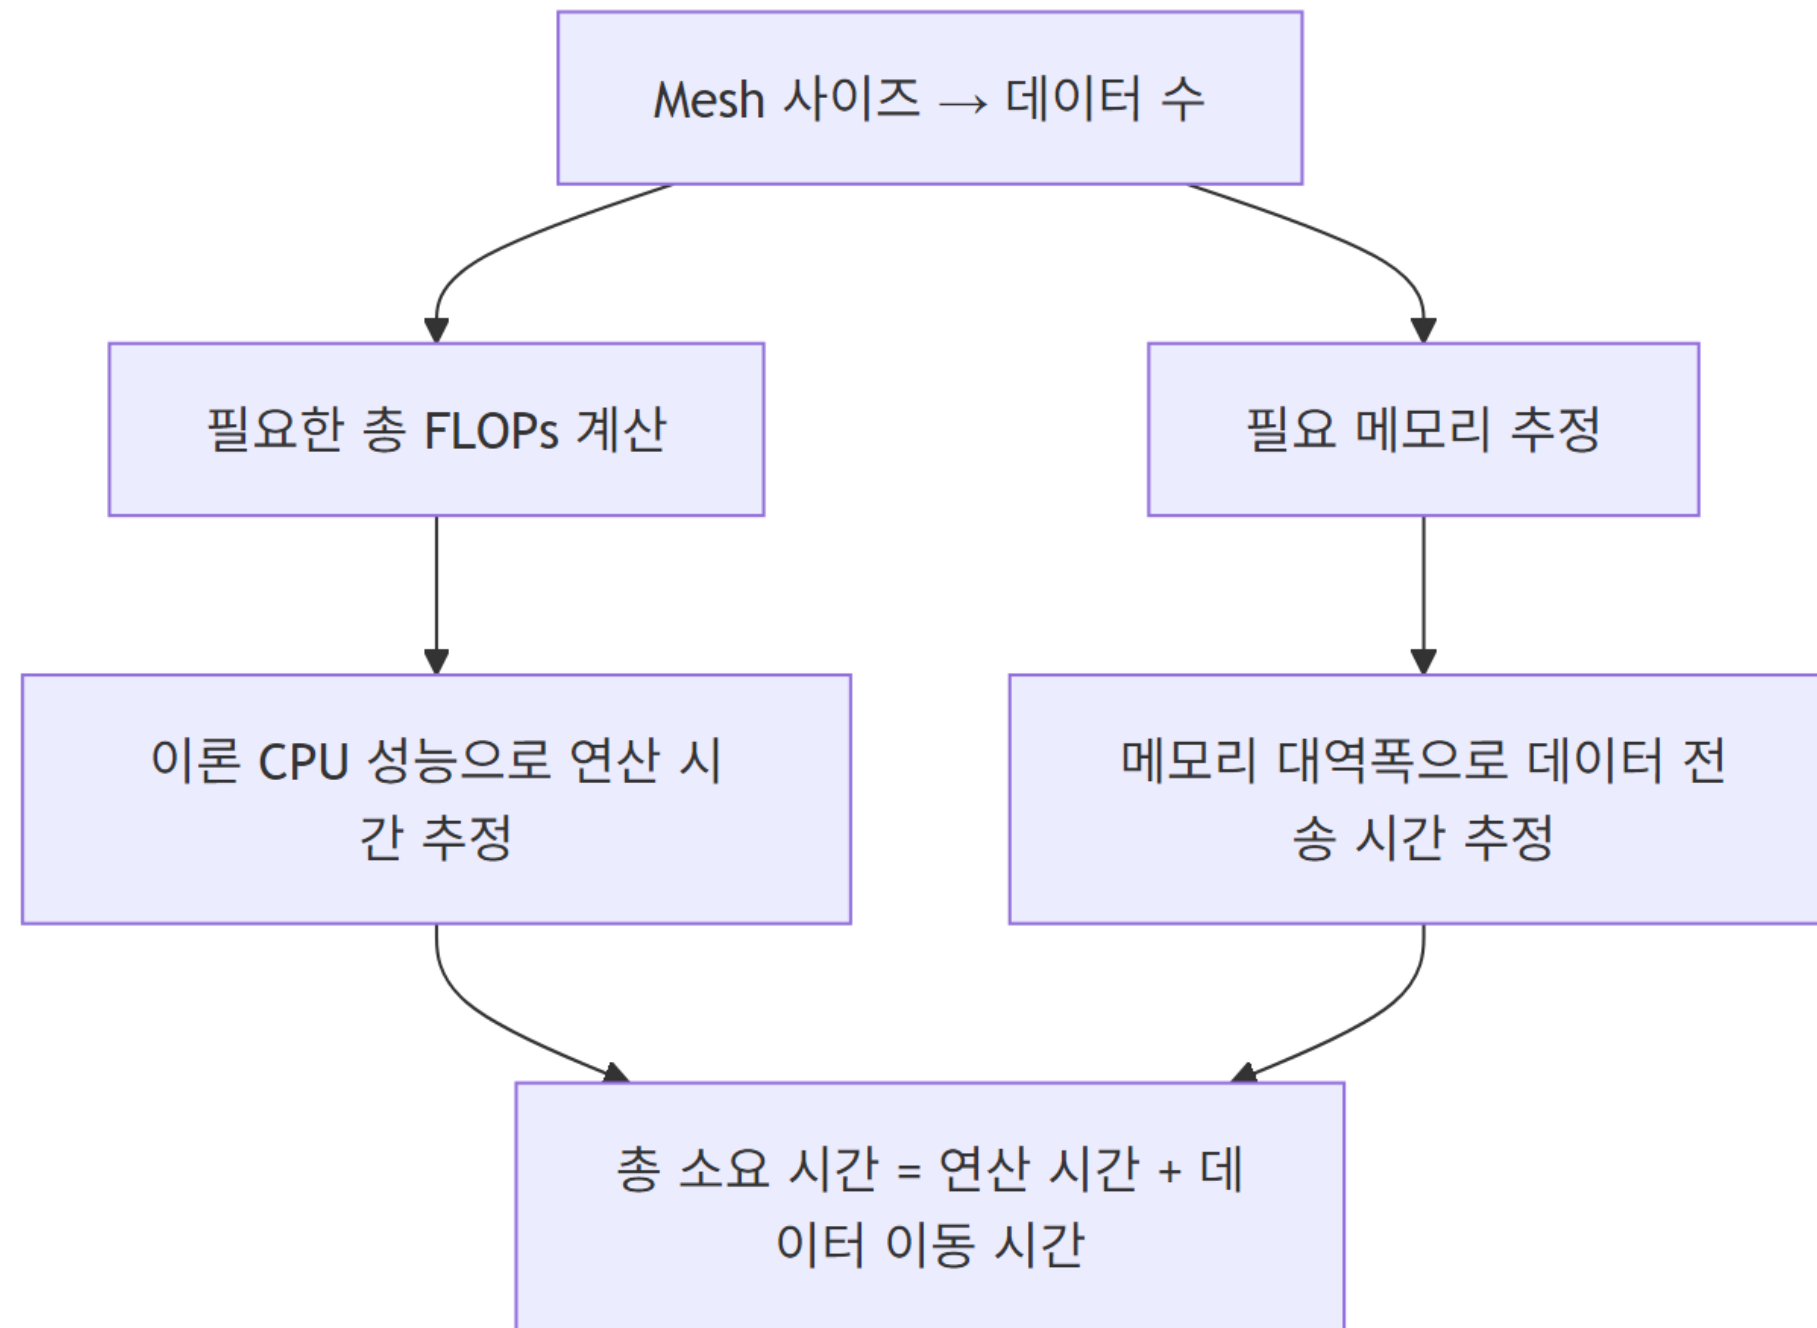 Mesh 사이즈 → 데이터 수
필요한 총 FLOPs 계산
필요 메모리 추정
이론 CPU 성능으로 연산 시
간 추정
메모리 대역폭으로 데이터 전
송 시간 추정
총 소요 시간 = 연산 시간 + 데
이터 이동 시간